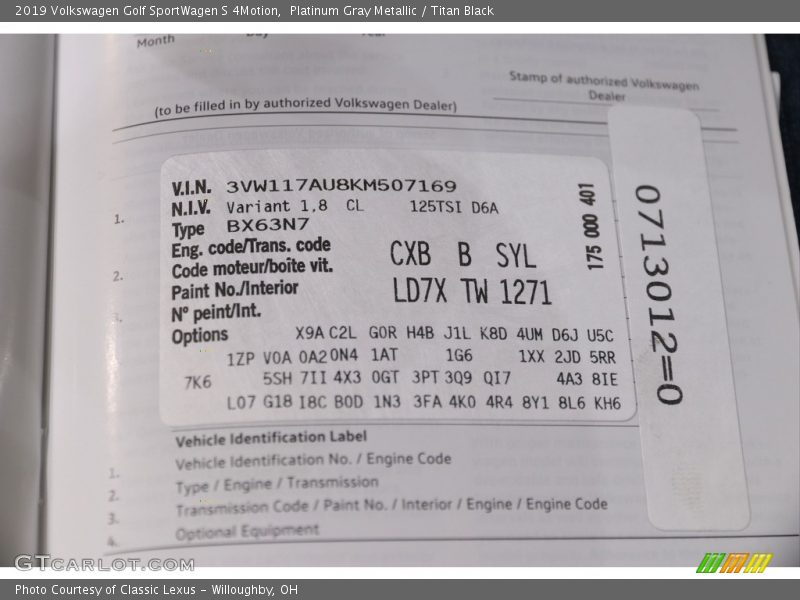 2019 Volkswagen Golf SportWagen S 4Motion,  Platinum Gray Metallic / Titan Black
Month Day Year
Stamp of authorized Volkswagen
Dealer
(to be filled in by authorized Volkswagen Dealer)
V.I.N. 3VW117AU8KM507169
N.I.V. Variant 1,8 CL 125TSI D6A
1.
Type BX63N7
Eng. code/Trans. code
CXB B SYL
Code moteur/boîte vit.
2.
Paint No./Interior
LD7X TW 1271
N° peint/Int.
3.
Options X9A C2L G0R H4B J1L K8D 4UM D6J U5C
1ZP V0A 0A2 0N4 1AT 1G6 1XX 2JD 5RR
7K6 5SH 7II 4X3 0GT 3PT 3Q9 QI7 4A3 8IE
L07 G18 I8C B0D 1N3 3FA 4K0 4R4 8Y1 8L6 KH6
175 000 401
0713012=0
Vehicle Identification Label
1. Vehicle Identification No. / Engine Code
2. Type / Engine / Transmission
3. Transmission Code / Paint No. / Interior / Engine / Engine Code
4. Optional Equipment
GTCARLOT.COM
Photo Courtesy of Classic Lexus - Willoughby, OH